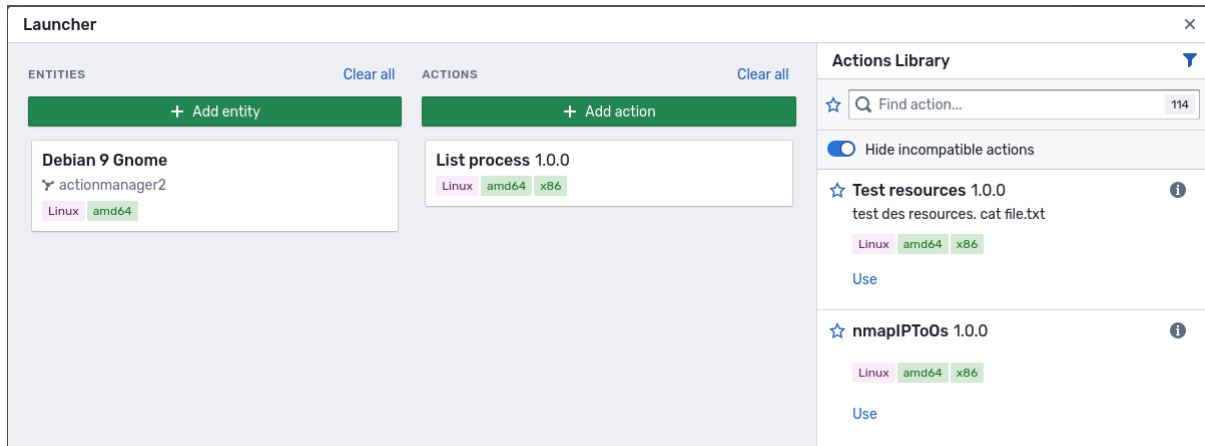 Launcher
ENTITIES
Clear all
+ Add entity
Debian 9 Gnome
actionmanager2
Linux amd64
ACTIONS
Clear all
+ Add action
List process 1.0.0
Linux amd64 x86
Actions Library
Find action...
114
Hide incompatible actions
Test resources 1.0.0
test des resources. cat file.txt
Linux amd64 x86
Use
nmapIPToOs 1.0.0
Linux amd64 x86
Use